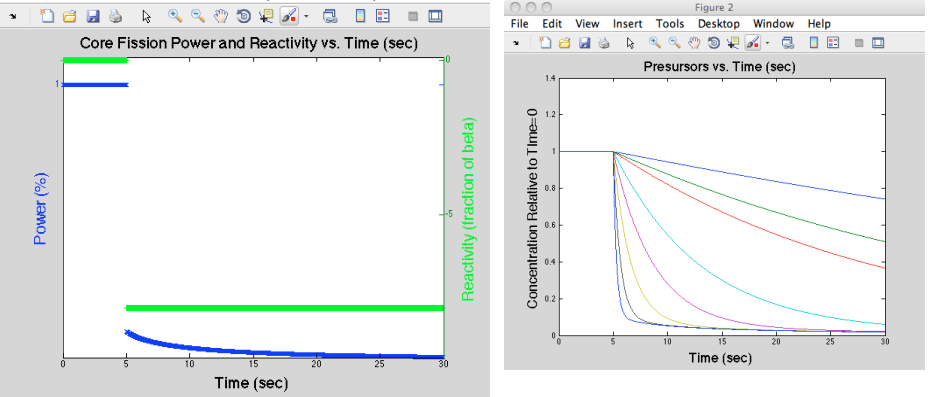 Core Fission Power and Reactivity vs. Time (sec)
1
Power (%)
0
-5
Reactivity (fraction of beta)
0 5 10 15 20 25 30
Time (sec)
Figure 2
File Edit View Insert Tools Desktop Window Help
Presursors vs. Time (sec)
Concentration Relative to TIme=0
1.4
1.2
1
0.8
0.6
0.4
0.2
0
0 5 10 15 20 25 30
Time (sec)